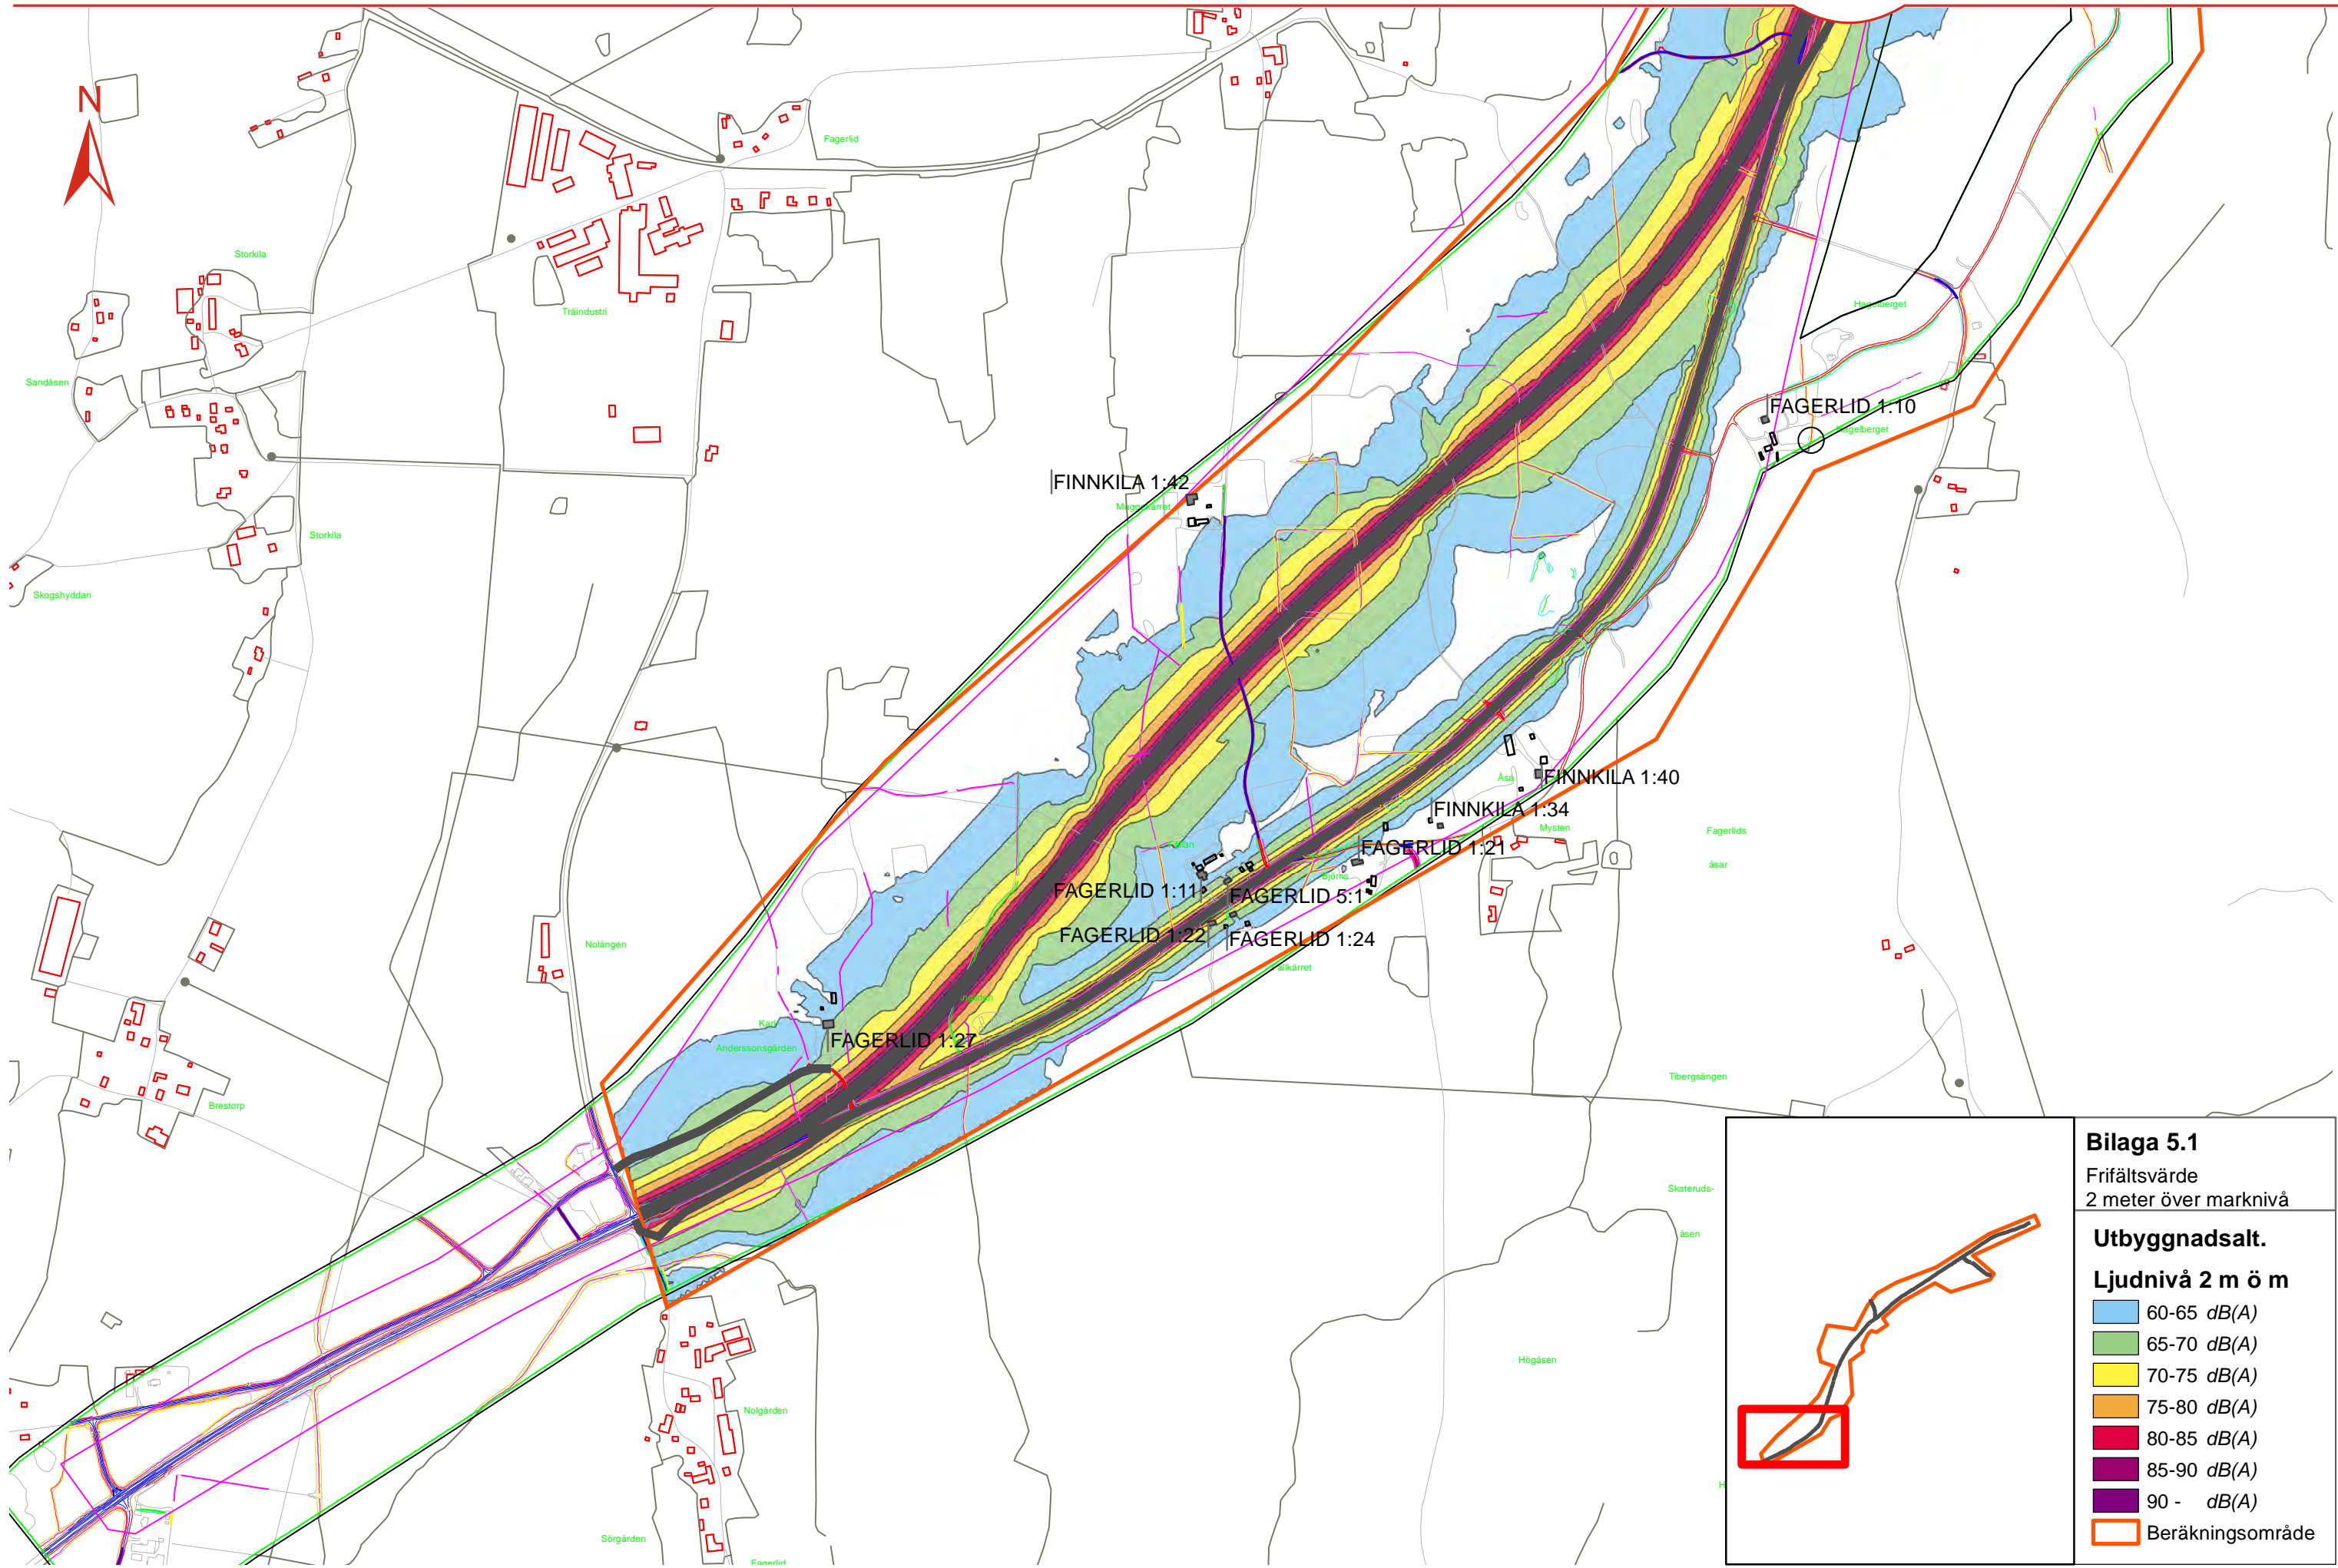 N
Fagerlid
Storkila
Träindustri
Sandåsen
Hagelberget
FAGERLID 1:10
Hagelberget
FINNKILA 1:42
Muggekärret
Storkila
Skogshyddan
Åsa
FINNKILA 1:40
FINNKILA 1:34
Mysten
Fagerlids
åsar
FAGERLID 1:21
Björns
FAGERLID 1:11
FAGERLID 5:1
FAGERLID 1:22
FAGERLID 1:24
Nolängen
FAGERLID 1:27
Anderssonsgården
Tibergsängen
Brestorp
Skateruds-
åsen
Högåsen
Nolgården
Sörgården
Fagerlid
Bilaga 5.1
Frifältsvärde
2 meter över marknivå
Utbyggnadsalt.
Ljudnivå 2 m ö m
60-65 dB(A)
65-70 dB(A)
70-75 dB(A)
75-80 dB(A)
80-85 dB(A)
85-90 dB(A)
90 - dB(A)
Beräkningsområde